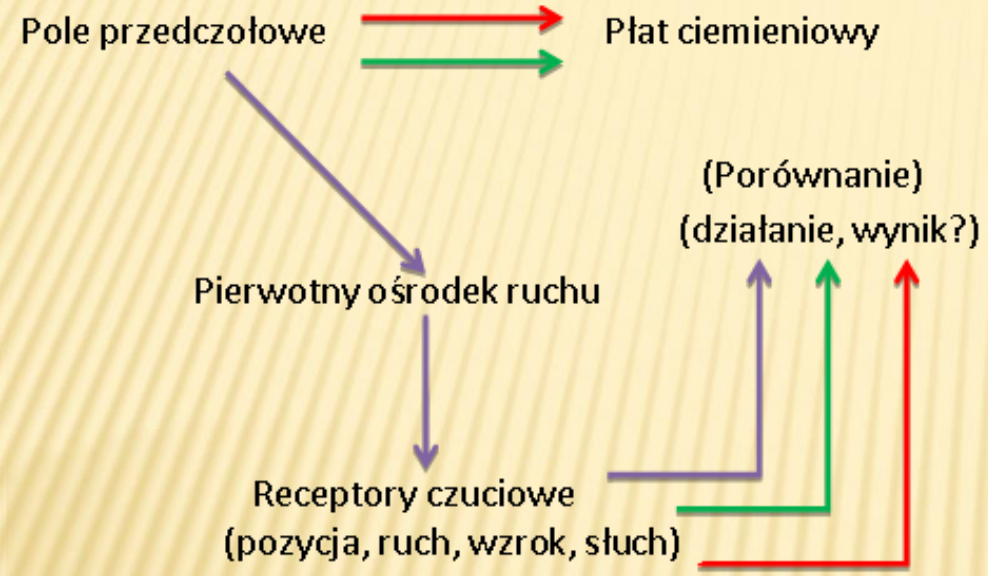 Pole przedczołowe
Płat ciemieniowy
(Porównanie)
(działanie, wynik?)
Pierwotny ośrodek ruchu
Receptory czuciowe
(pozycja, ruch, wzrok, słuch)